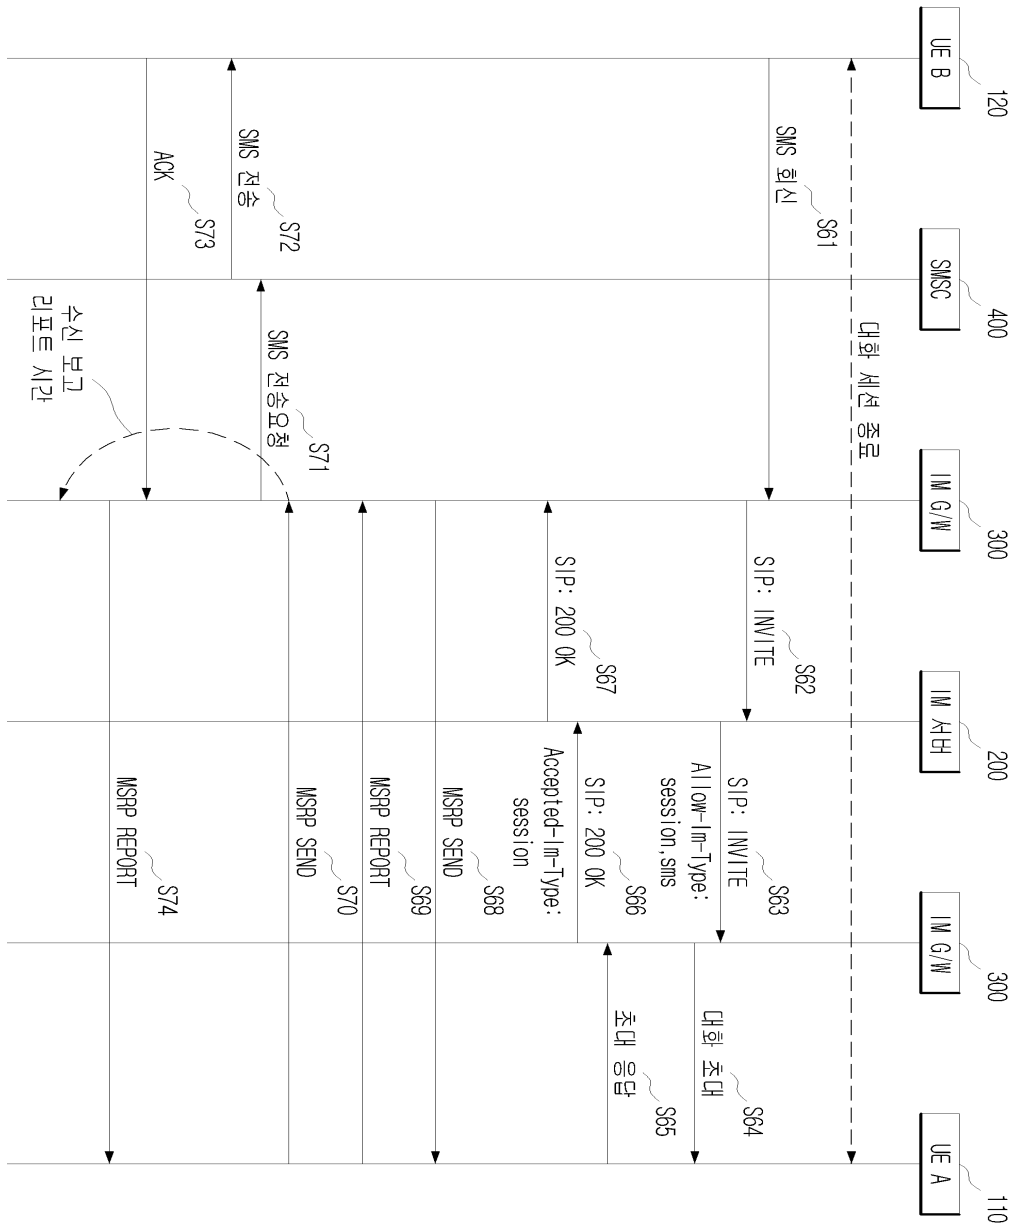 UE B
120
SMSC
400
IM G/W
300
IM 서버
200
IM G/W
300
UE A
110
대화 세션 종료
SMS 회신
S61
SIP: INVITE
S62
SIP: INVITE
S63
Allow-Im-Type:
session,sms
대화 초대
S64
초대 응답
S65
SIP: 200 OK
S66
Accepted-Im-Type:
session
SIP: 200 OK
S67
MSRP SEND
S68
MSRP REPORT
S69
MSRP SEND
S70
SMS 전송요청
S71
SMS 전송
S72
ACK
S73
수신 보고
리포트 시간
MSRP REPORT
S74